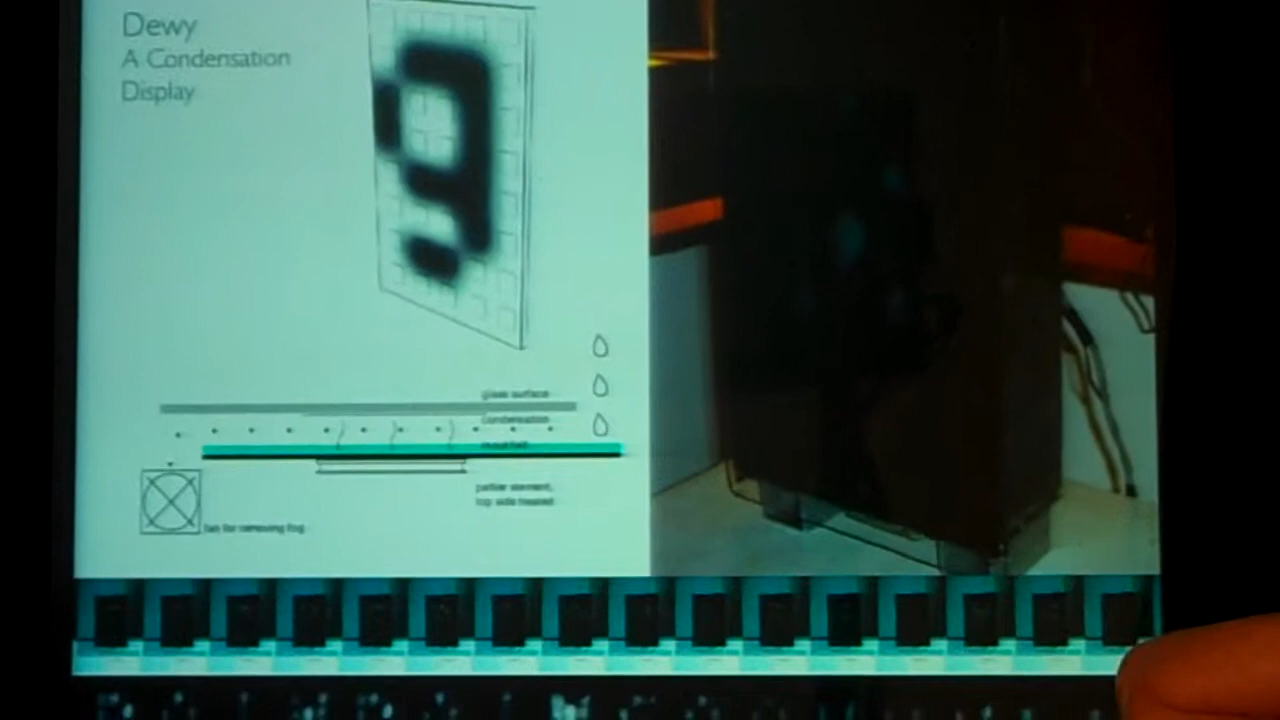 Dewy
A Condensation
Display
glass surface
Condensation
peltier element,
top side heated
fan for removing fog